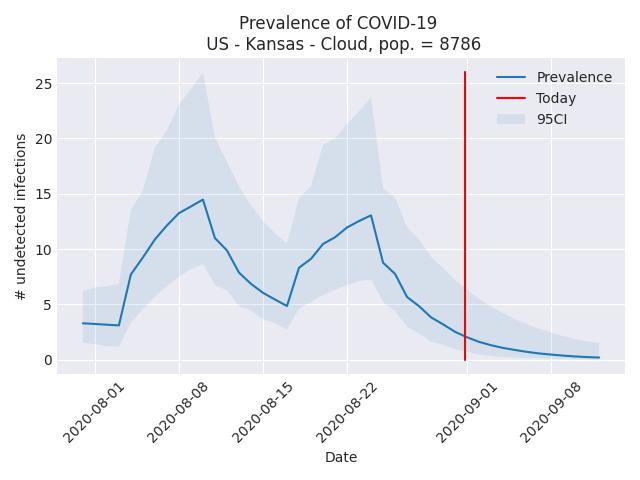 Prevalence of COVID-19
US - Kansas - Cloud, pop. = 8786
Prevalence
Today
95CI
25
20
15
10
5
0
# undetected infections
2020-08-01
2020-08-08
2020-08-15
2020-08-22
2020-09-01
2020-09-08
Date